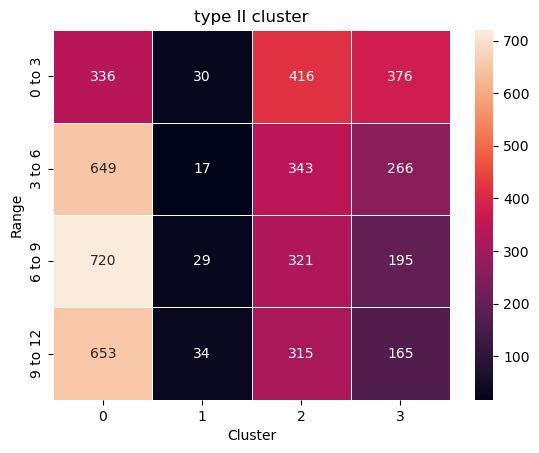 type II cluster
0 to 3 336 30 416 376
3 to 6 649 17 343 266
6 to 9 720 29 321 195
9 to 12 653 34 315 165
0 1 2 3
Cluster
Range
700
600
500
400
300
200
100